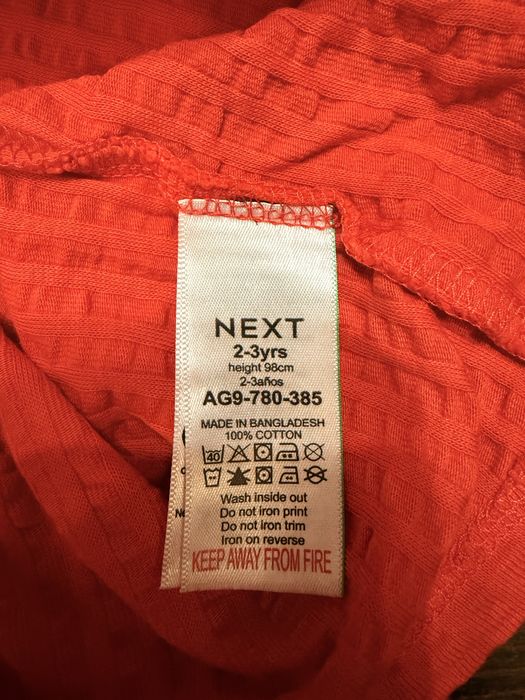 NEXT
2-3yrs
height 98cm
2-3años
AG9-780-385
MADE IN BANGLADESH
100% COTTON
40
Wash inside out
Do not iron print
Do not iron trim
Iron on reverse
KEEP AWAY FROM FIRE